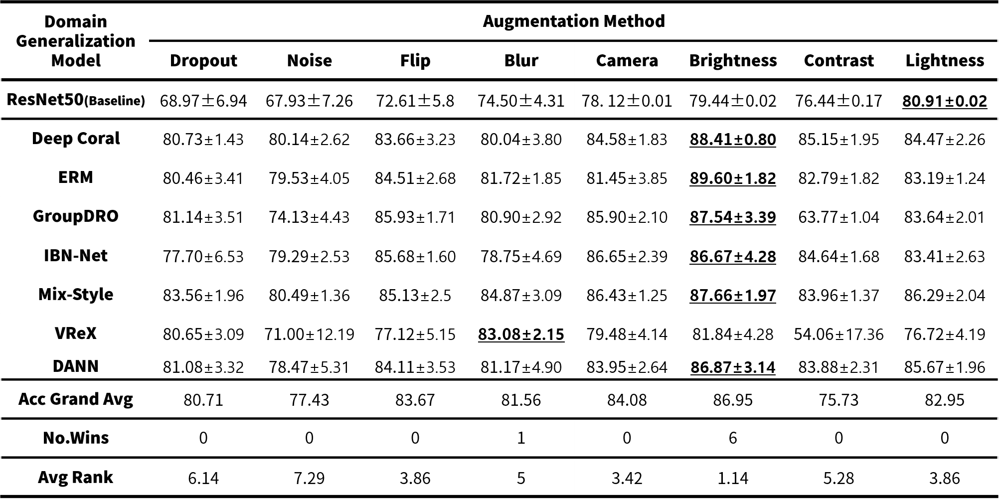 Domain Generalization Model Augmentation Method
Dropout Noise Flip Blur Camera Brightness Contrast Lightness
ResNet50(Baseline) 68.97±6.94 67.93±7.26 72.61±5.8 74.50±4.31 78. 12±0.01 79.44±0.02 76.44±0.17 80.91±0.02
Deep Coral 80.73±1.43 80.14±2.62 83.66±3.23 80.04±3.80 84.58±1.83 88.41±0.80 85.15±1.95 84.47±2.26
ERM 80.46±3.41 79.53±4.05 84.51±2.68 81.72±1.85 81.45±3.85 89.60±1.82 82.79±1.82 83.19±1.24
GroupDRO 81.14±3.51 74.13±4.43 85.93±1.71 80.90±2.92 85.90±2.10 87.54±3.39 63.77±1.04 83.64±2.01
IBN-Net 77.70±6.53 79.29±2.53 85.68±1.60 78.75±4.69 86.65±2.39 86.67±4.28 84.64±1.68 83.41±2.63
Mix-Style 83.56±1.96 80.49±1.36 85.13±2.5 84.87±3.09 86.43±1.25 87.66±1.97 83.96±1.37 86.29±2.04
VReX 80.65±3.09 71.00±12.19 77.12±5.15 83.08±2.15 79.48±4.14 81.84±4.28 54.06±17.36 76.72±4.19
DANN 81.08±3.32 78.47±5.31 84.11±3.53 81.17±4.90 83.95±2.64 86.87±3.14 83.88±2.31 85.67±1.96
Acc Grand Avg 80.71 77.43 83.67 81.56 84.08 86.95 75.73 82.95
No.Wins 0 0 0 1 0 6 0 0
Avg Rank 6.14 7.29 3.86 5 3.42 1.14 5.28 3.86